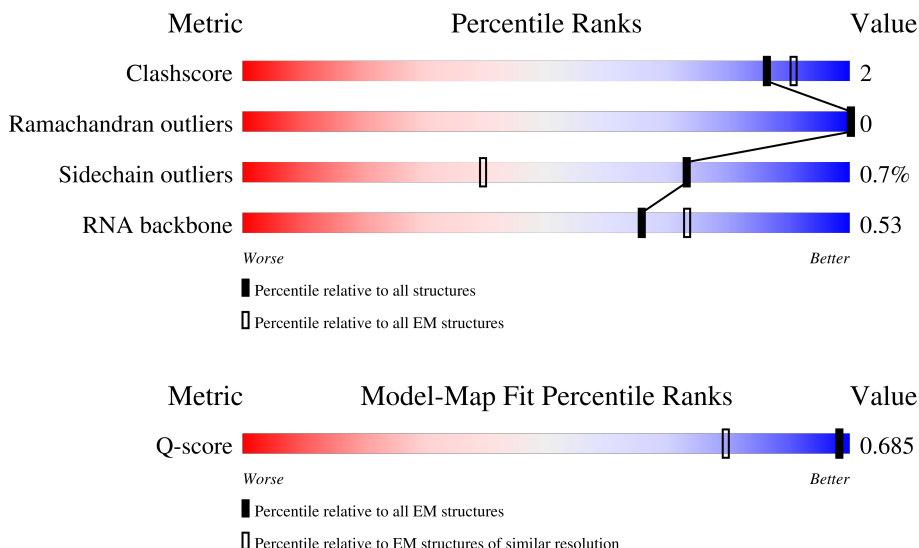 Metric Percentile Ranks Value
Clashscore 2
Ramachandran outliers 0
Sidechain outliers 0.7%
RNA backbone 0.53
Worse Better
Percentile relative to all structures
Percentile relative to all EM structures
Metric Model-Map Fit Percentile Ranks Value
Q-score 0.685
Worse Better
Percentile relative to all EM structures
Percentile relative to EM structures of similar resolution